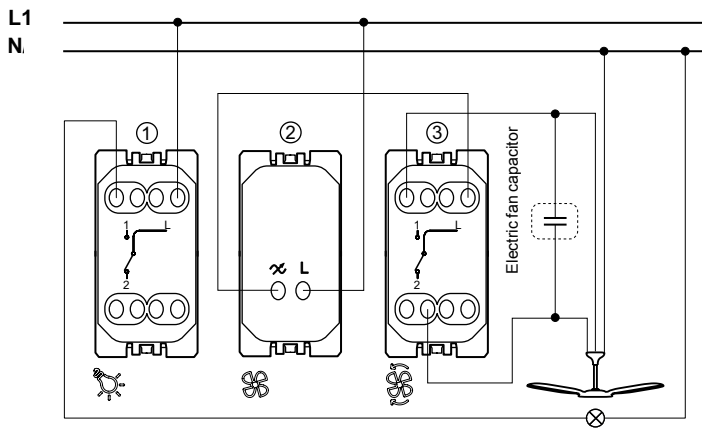 L1
N
① ② ③
1 L
2
L
1 L
2
Electric fan capacitor